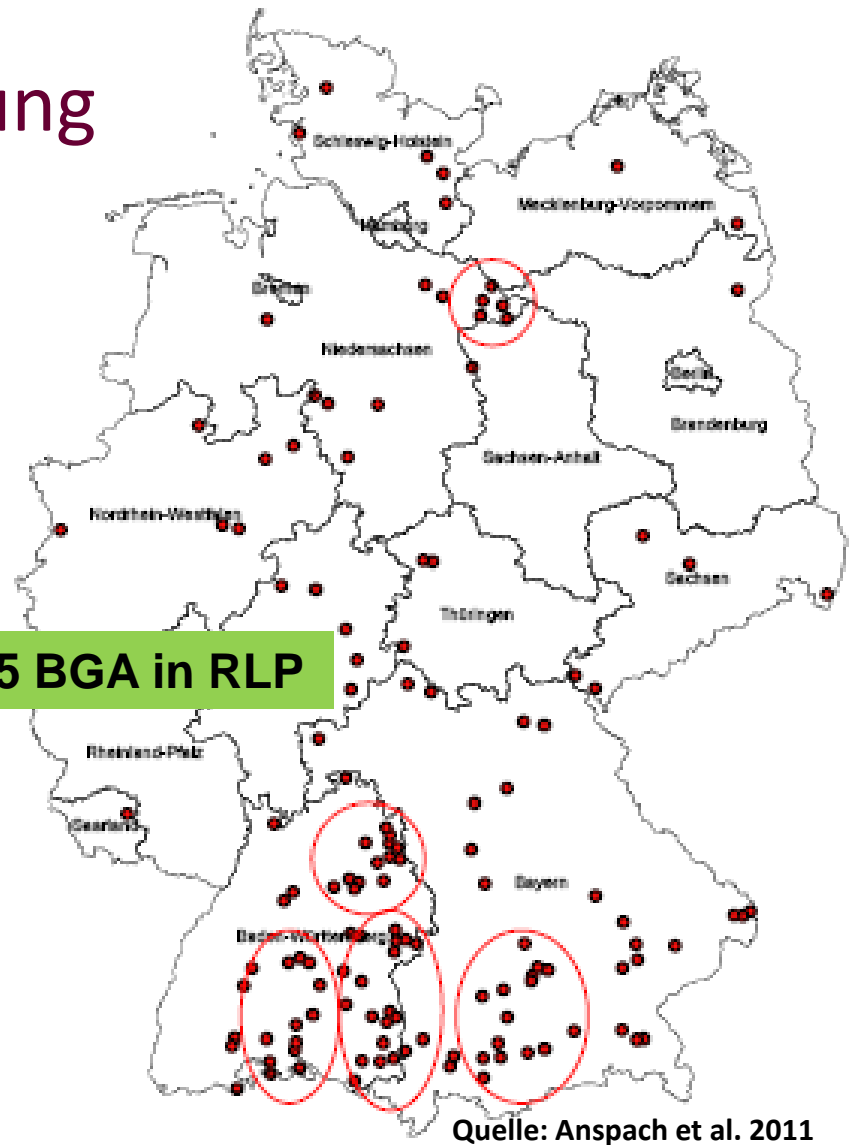 ung
Schleswig-Holstein
Mecklenburg-Vorpommern
Hamburg
Bremen
Niedersachsen
Berlin
Brandenburg
Sachsen-Anhalt
Nordrhein-Westfalen
Sachsen
Thüringen
5 BGA in RLP
Rheinland-Pfalz
Saarland
Bayern
Baden-Württemberg
Quelle: Anspach et al. 2011